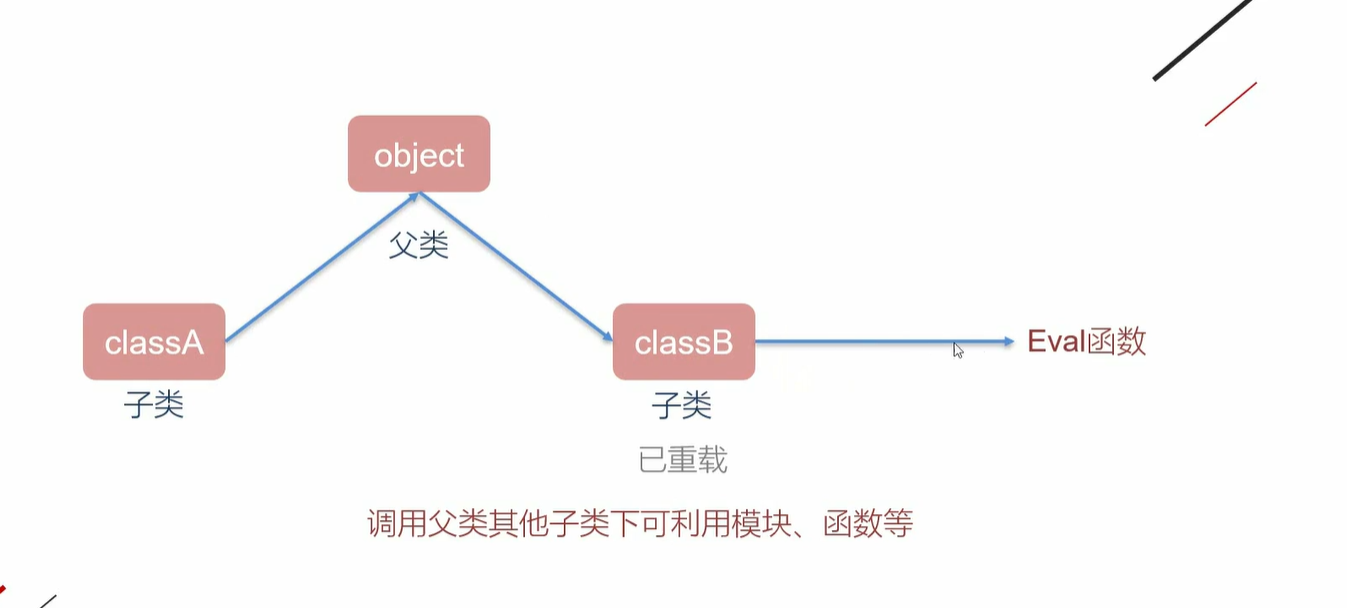 object
父类
classA
classB
Eval函数
子类
子类
已重载
调用父类其他子类下可利用模块、函数等